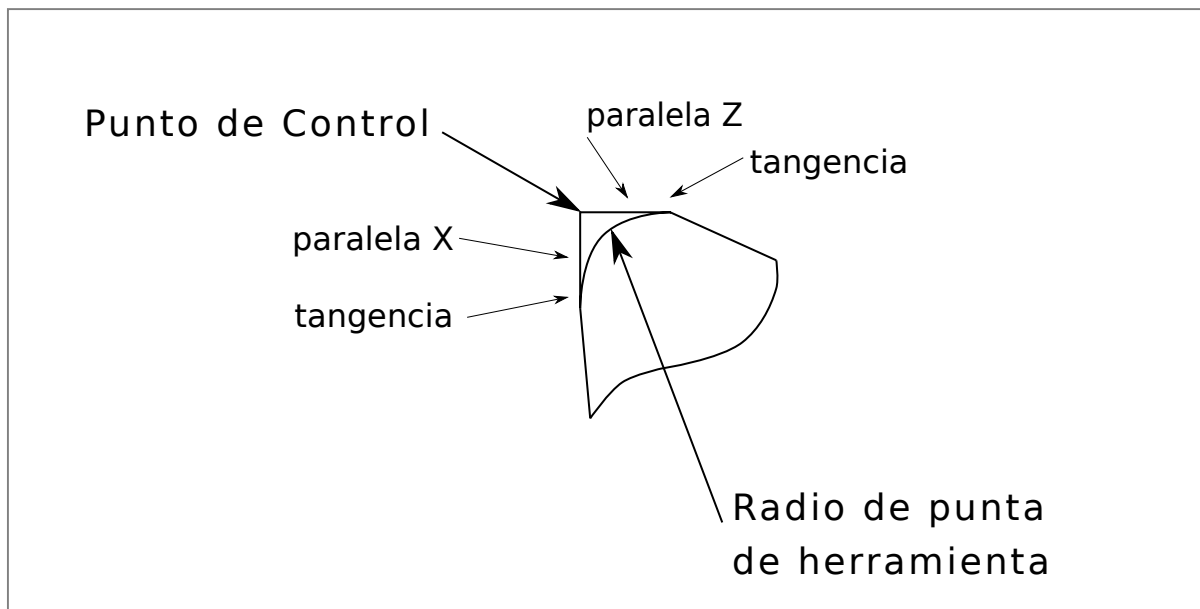 Punto de Control
paralela Z
tangencia
paralela X
tangencia
Radio de punta
de herramienta